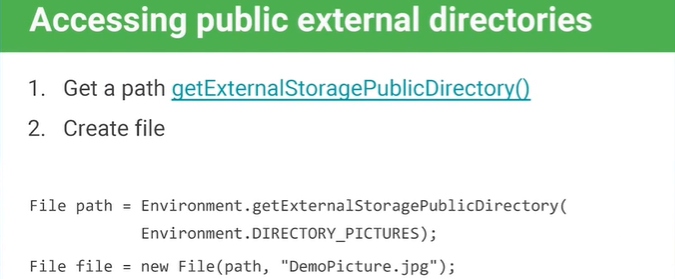 Accessing public external directories
1. Get a path getExternalStoragePublicDirectory()
2. Create file
File path = Environment.getExternalStoragePublicDirectory(
Environment.DIRECTORY_PICTURES);
File file = new File(path, "DemoPicture.jpg");